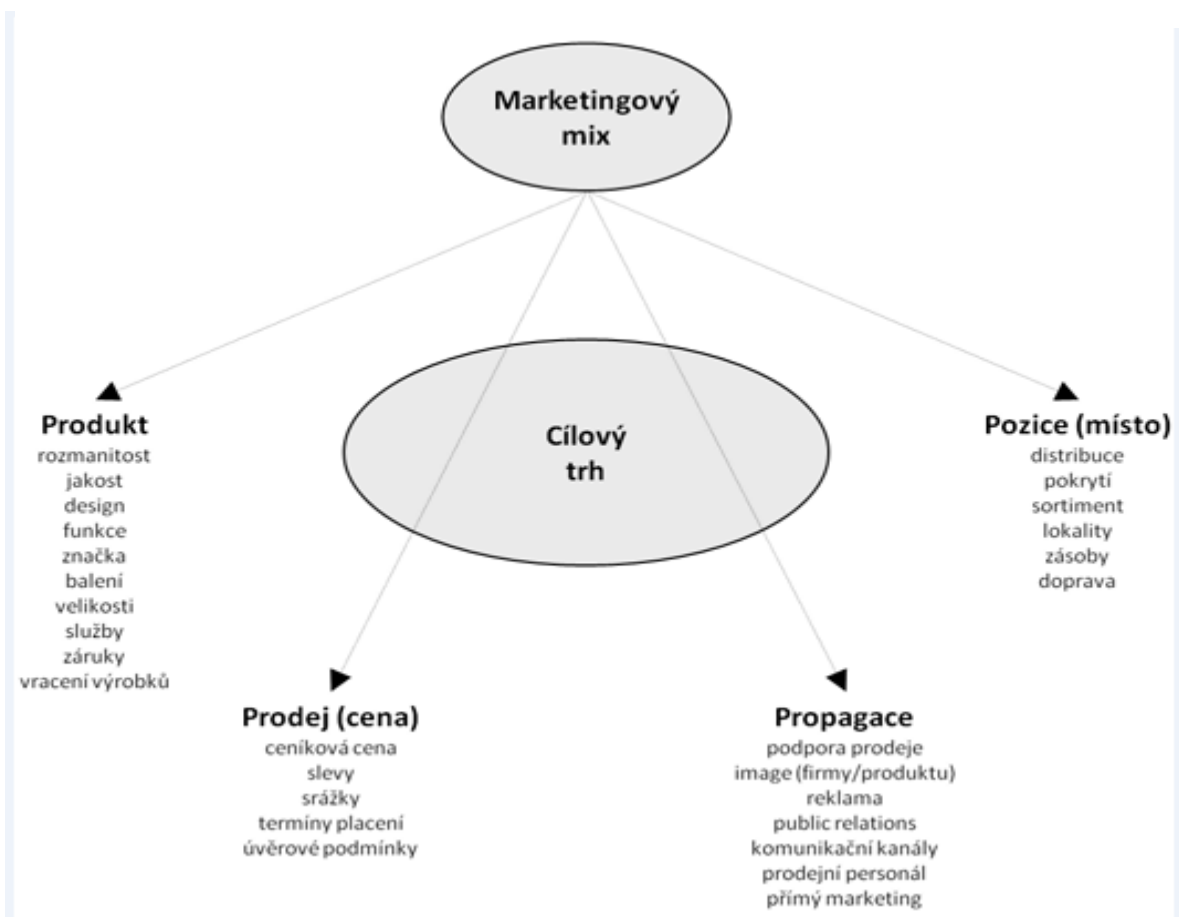 Marketingový
mix
Cílový
trh
Produkt
rozmanitost
jakost
design
funkce
značka
balení
velikosti
služby
záruky
vracení výrobků
Prodej (cena)
ceníková cena
slevy
srážky
termíny placení
úvěrové podmínky
Propagace
podpora prodeje
image (firmy/produktu)
reklama
public relations
komunikační kanály
prodejní personál
přímý marketing
Pozice (místo)
distribuce
pokrytí
sortiment
lokality
zásoby
doprava